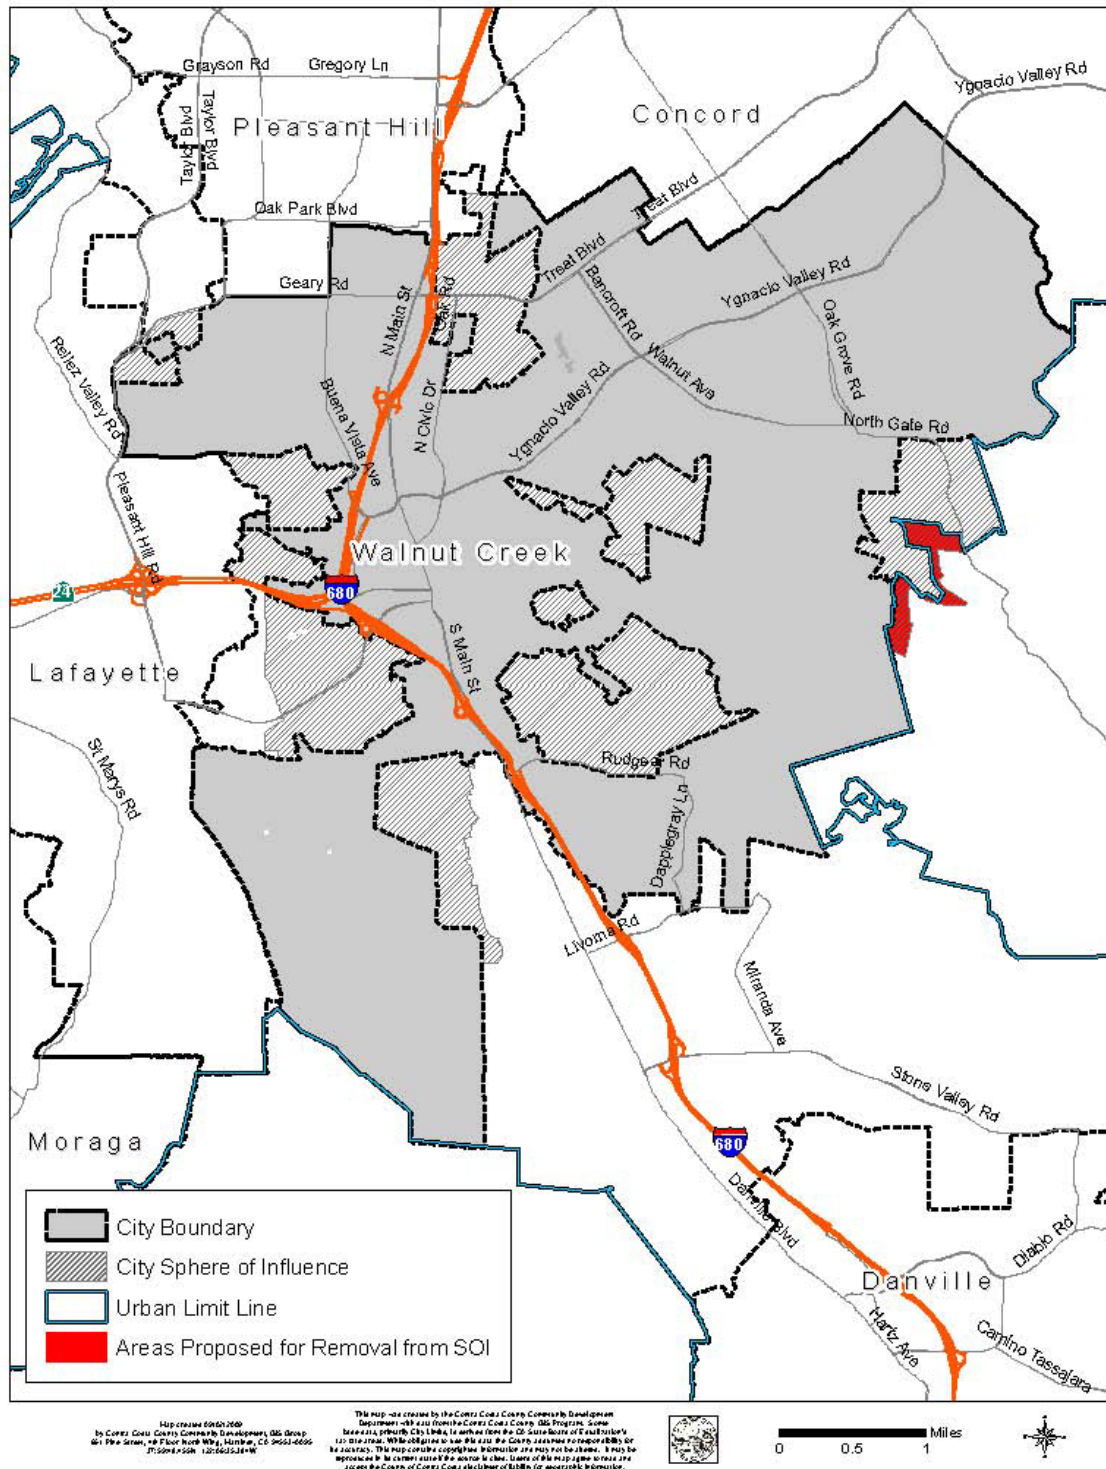 Grayson Rd
Gregory Ln
Ygnacio Valley Rd
Concord
Pleasant Hill
Taylor Blvd
Taylor Blvd
Treat Blvd
Oak Park Blvd
Treat Blvd
Geary Rd
Ygnacio Valley Rd
Bancroft Rd
Oak Rd
N Main St
Oak Grove Rd
Reliez Valley Rd
Walnut Ave
Buena Vista Ave
N Civic Dr
Ygnacio Valley Rd
North Gate Rd
Pleasant Hill Rd
Walnut Creek
24
680
S Main St
Lafayette
St Marys Rd
Rudgear Rd
Dapplegray Ln
Livorna Rd
Miranda Ave
Stone Valley Rd
Moraga
680
Danville Blvd
Diablo Rd
Danville
Hartz Ave
Camino Tassajara
City Boundary
City Sphere of Influence
Urban Limit Line
Areas Proposed for Removal from SOI
Miles
0 0.5 1